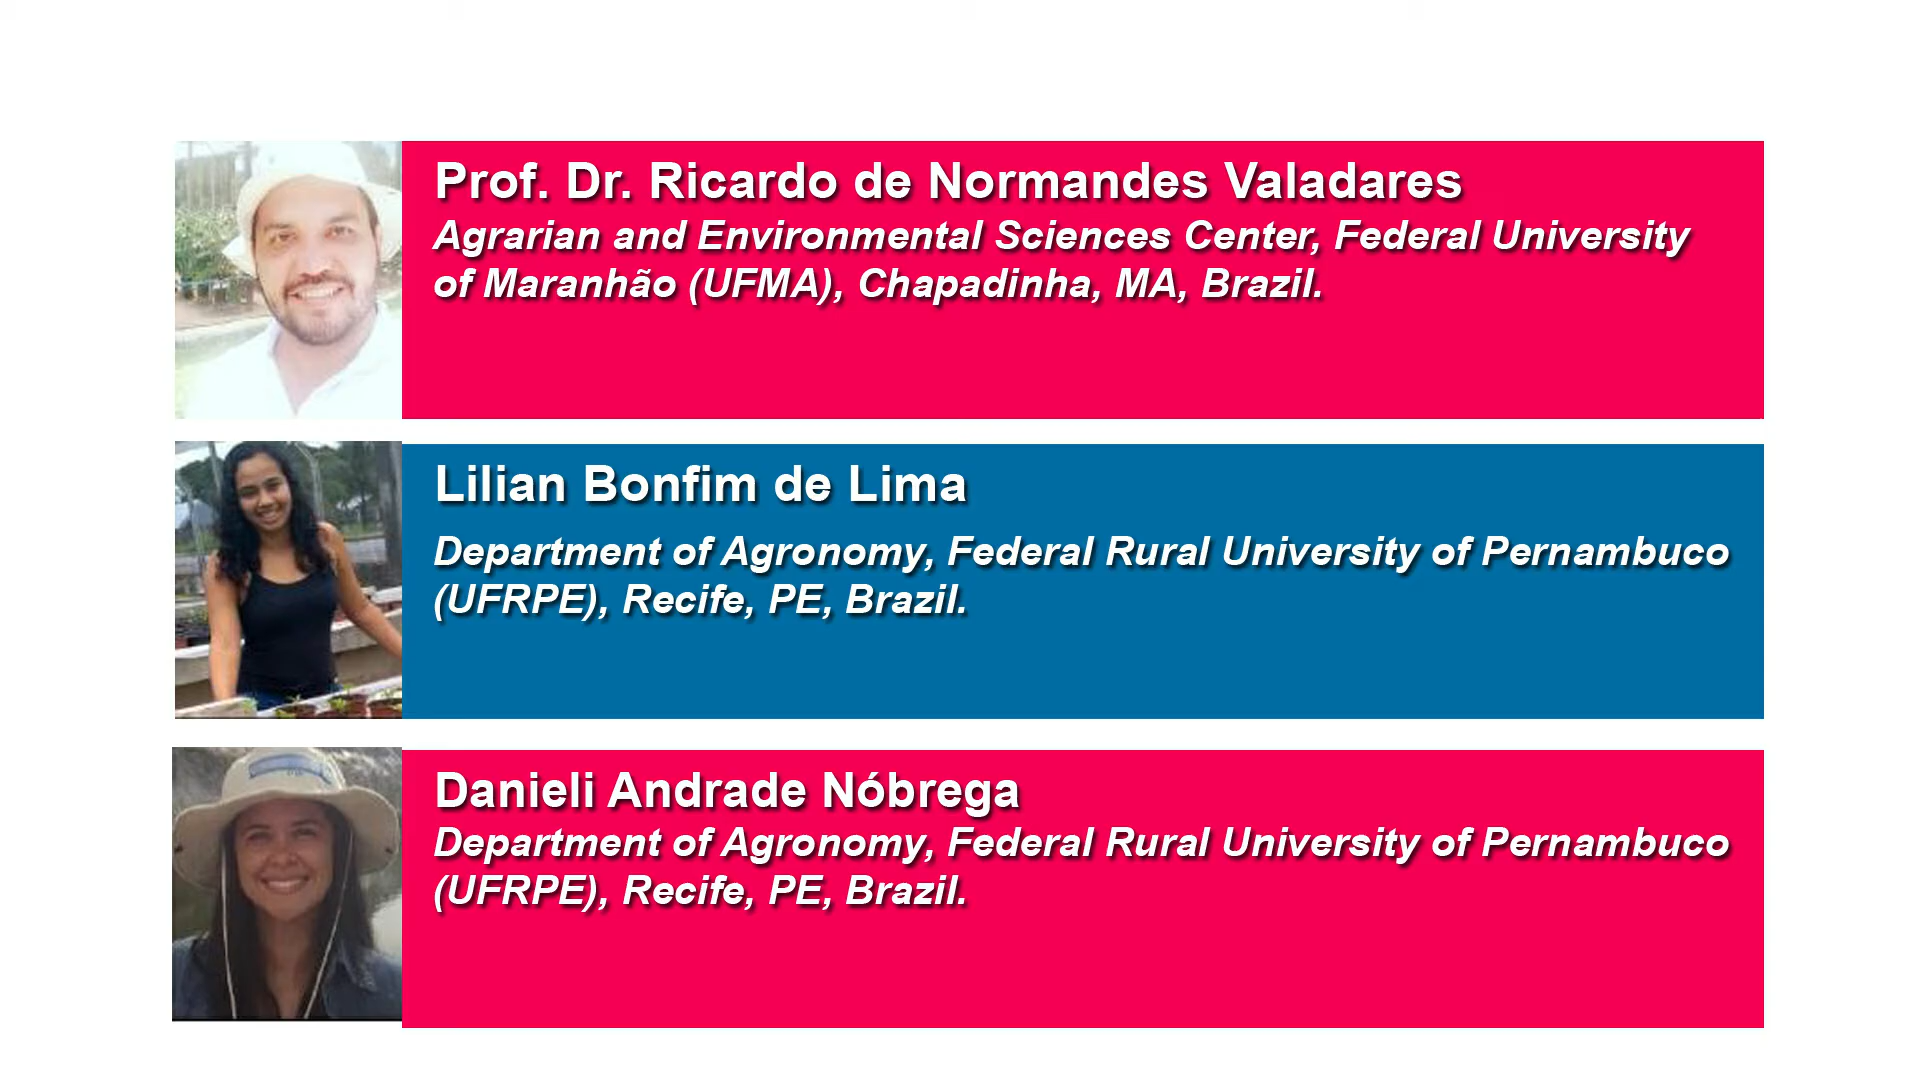 Prof. Dr. Ricardo de Normandes Valadares
Agrarian and Environmental Sciences Center, Federal University
of Maranhão (UFMA), Chapadinha, MA, Brazil.
Lilian Bonfim de Lima
Department of Agronomy, Federal Rural University of Pernambuco
(UFRPE), Recife, PE, Brazil.
Danieli Andrade Nóbrega
Department of Agronomy, Federal Rural University of Pernambuco
(UFRPE), Recife, PE, Brazil.